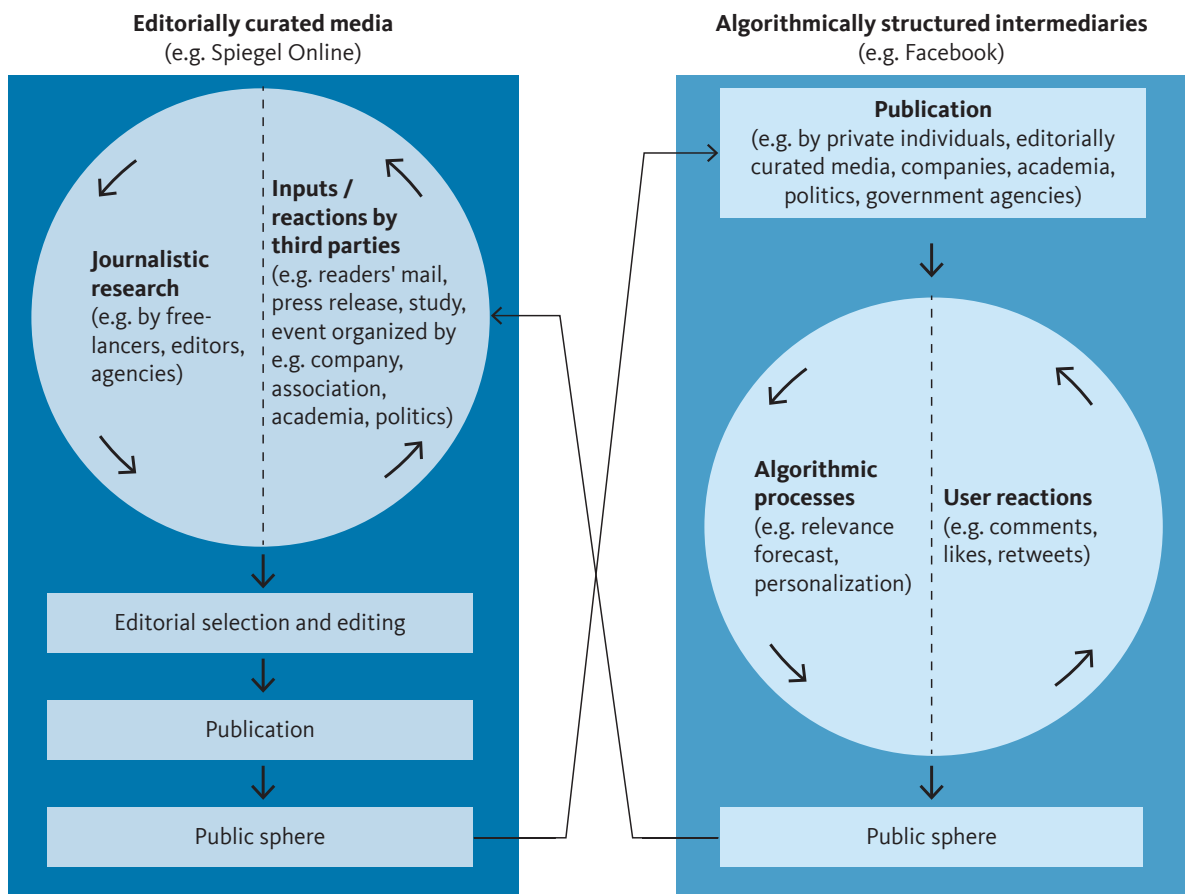 Editorially curated media
(e.g. Spiegel Online)
Journalistic
research
(e.g. by free-
lancers, editors,
agencies)
Inputs /
reactions by
third parties
(e.g. readers' mail,
press release, study,
event organized by
e.g. company,
association,
academia, politics)
Editorial selection and editing
Publication
Public sphere
Algorithmically structured intermediaries
(e.g. Facebook)
Publication
(e.g. by private individuals, editorially
curated media, companies, academia,
politics, government agencies)
Algorithmic
processes
(e.g. relevance
forecast,
personalization)
User reactions
(e.g. comments,
likes, retweets)
Public sphere